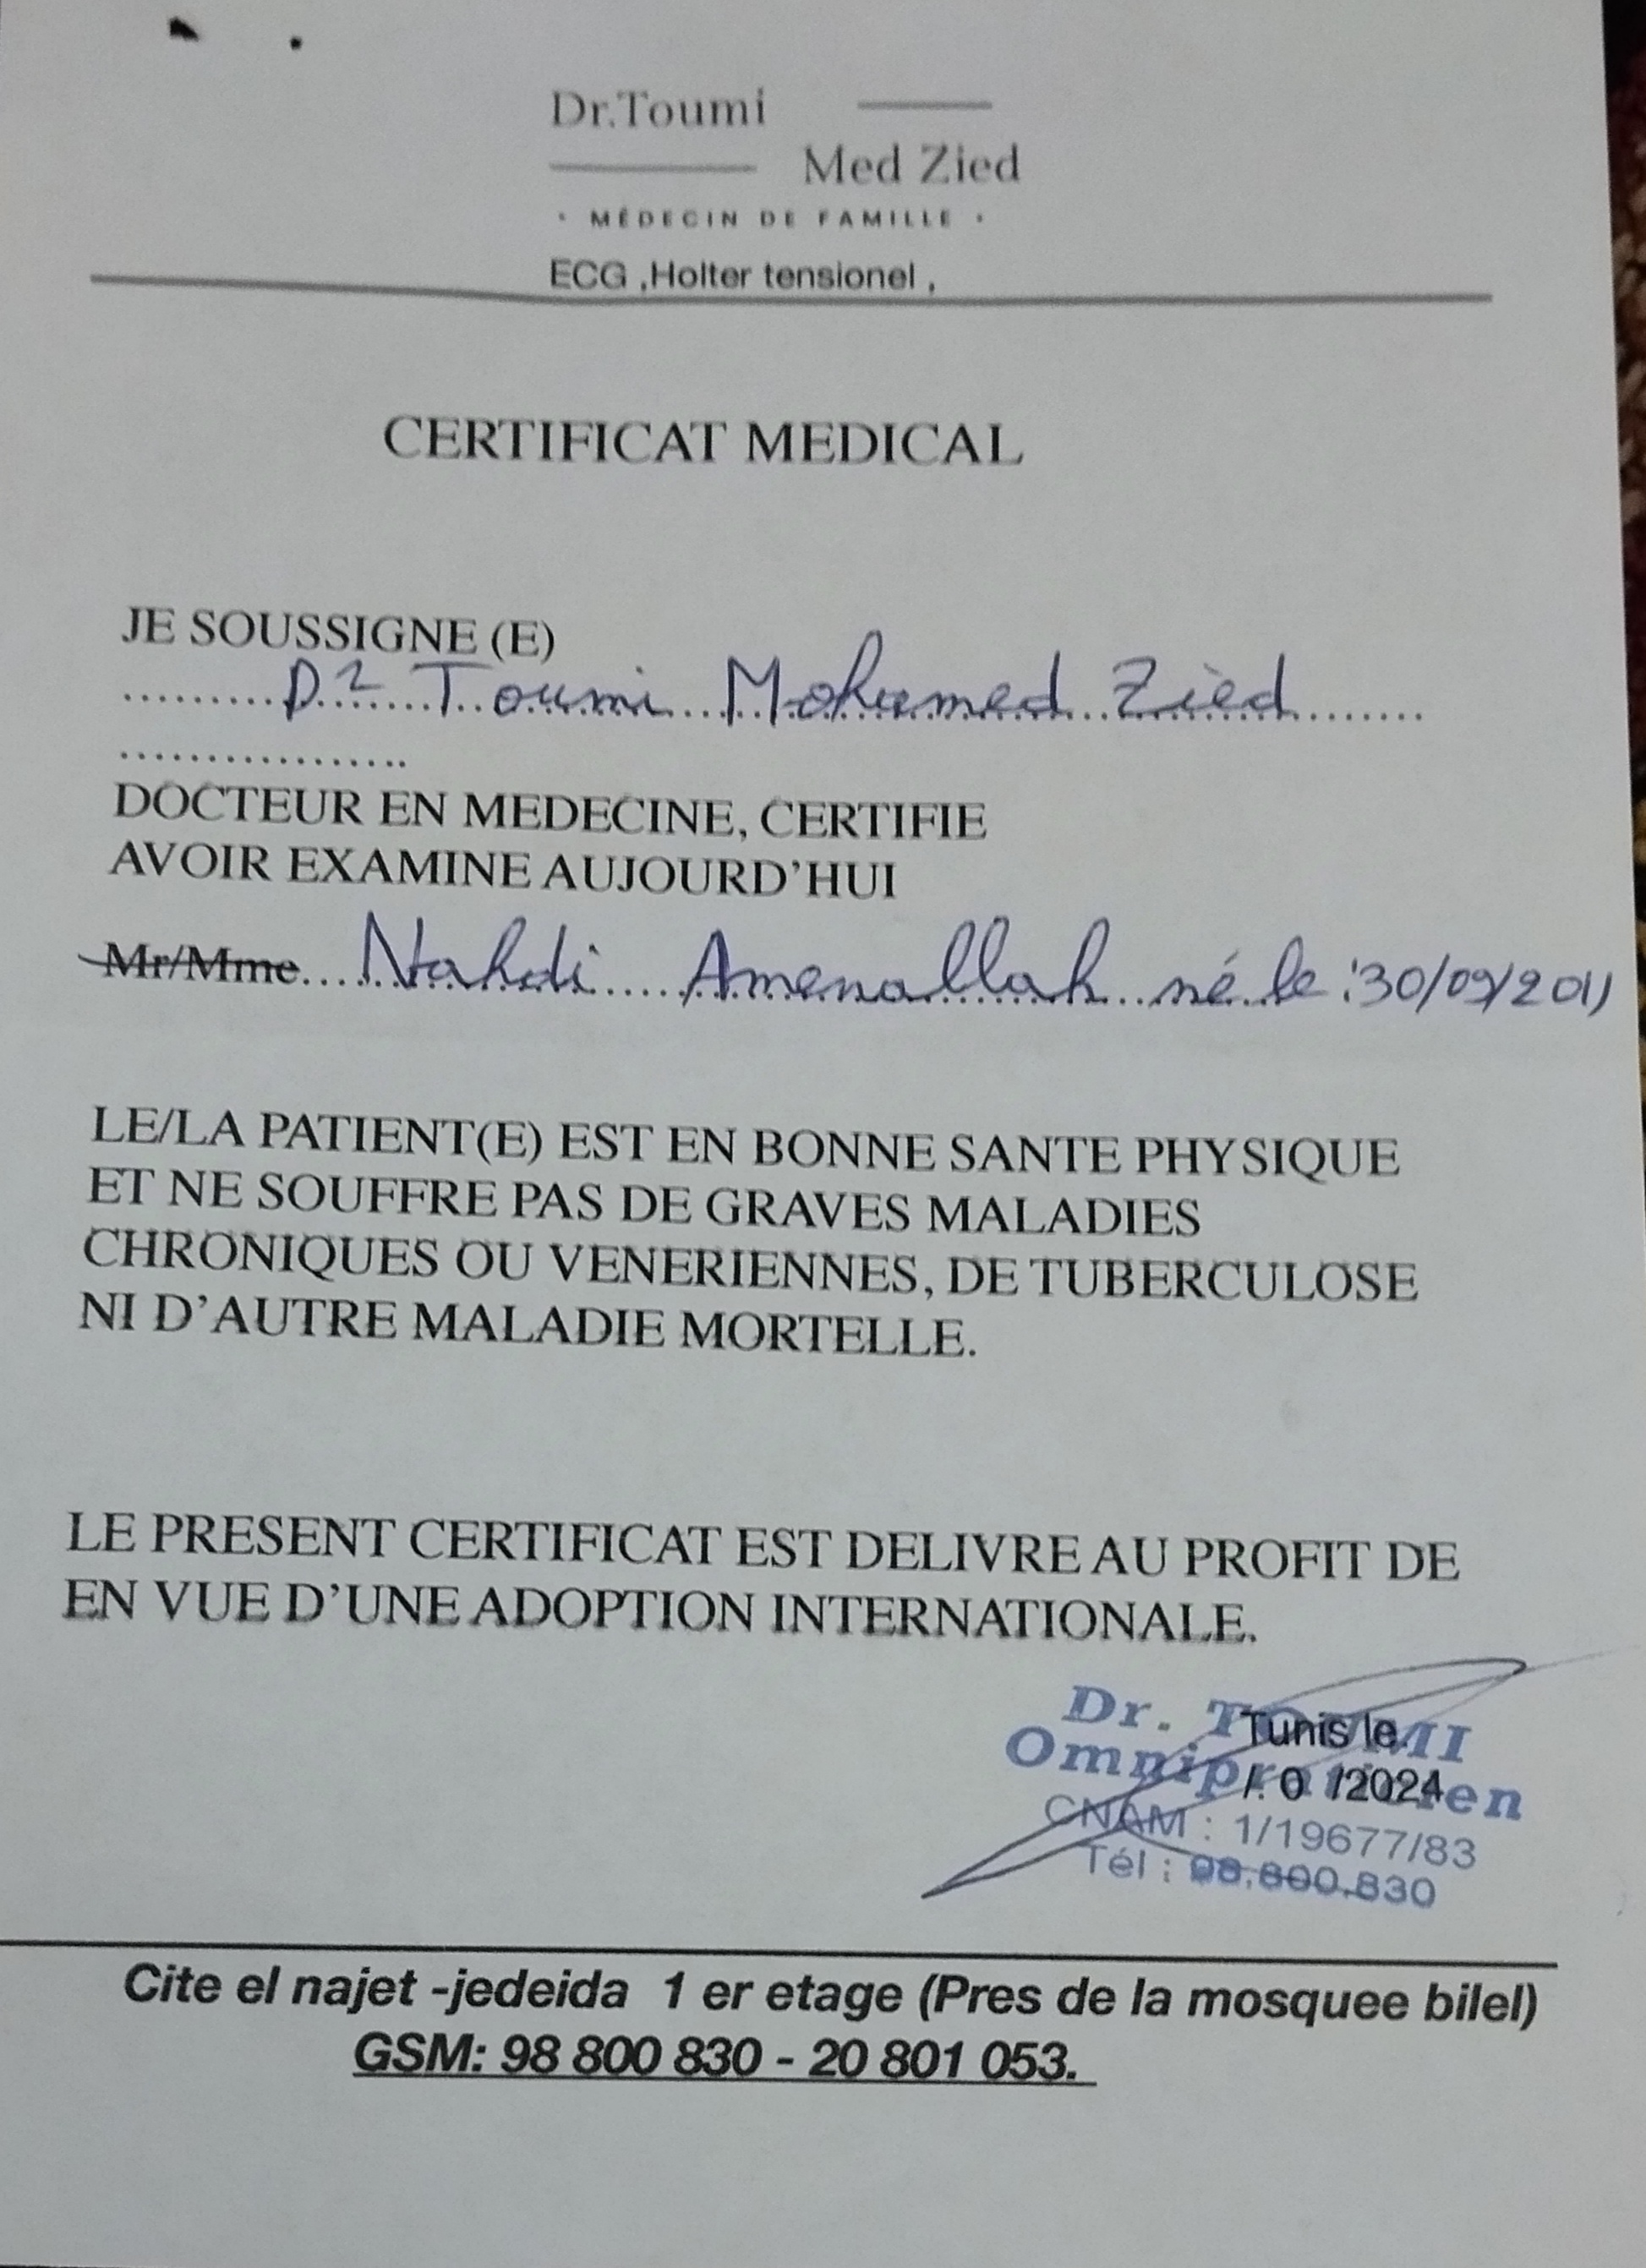 Dr.Toumi
Med Zied
• MÉDECIN DE FAMILLE •
ECG ,Holter tensionel ,
CERTIFICAT MEDICAL
JE SOUSSIGNE (E)
.........Dr Toumi Mohamed Zied........
..................
DOCTEUR EN MEDECINE, CERTIFIE
AVOIR EXAMINE AUJOURD'HUI
Mr/Mme....Nahdi Amenallah né le : 30/09/2011
LE/LA PATIENT(E) EST EN BONNE SANTE PHYSIQUE
ET NE SOUFFRE PAS DE GRAVES MALADIES
CHRONIQUES OU VENERIENNES, DE TUBERCULOSE
NI D'AUTRE MALADIE MORTELLE.
LE PRESENT CERTIFICAT EST DELIVRE AU PROFIT DE
EN VUE D'UNE ADOPTION INTERNATIONALE.
Dr. TOUMI
Tunis le
Omnipraticien
/ 0 /2024
CNAM : 1/19677/83
Tél : 98.800.830
Cite el najet -jedeida 1 er etage (Pres de la mosquee bilel)
GSM: 98 800 830 - 20 801 053.